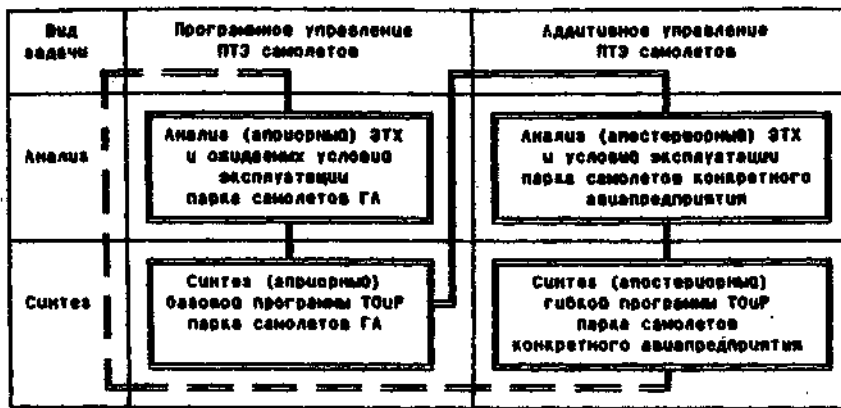 Вид
задачи
Программное управление
ПТЭ самолетов
Аддитивное управление
ПТЭ самолетов
Анализ
Анализ (априорный) ЭТХ
и ожидаемых условий
эксплуатации
парка самолетов ГА
Анализ (апостериорный) ЭТХ
и условий эксплуатации
парка самолетов конкретного
авиапредприятия
Синтез
Синтез (априорный)
базовой программы ТОиР
парка самолетов ГА
Синтез (апостериорный)
гибкой программы ТОиР
парка самолетов
конкретного авиапредприятия